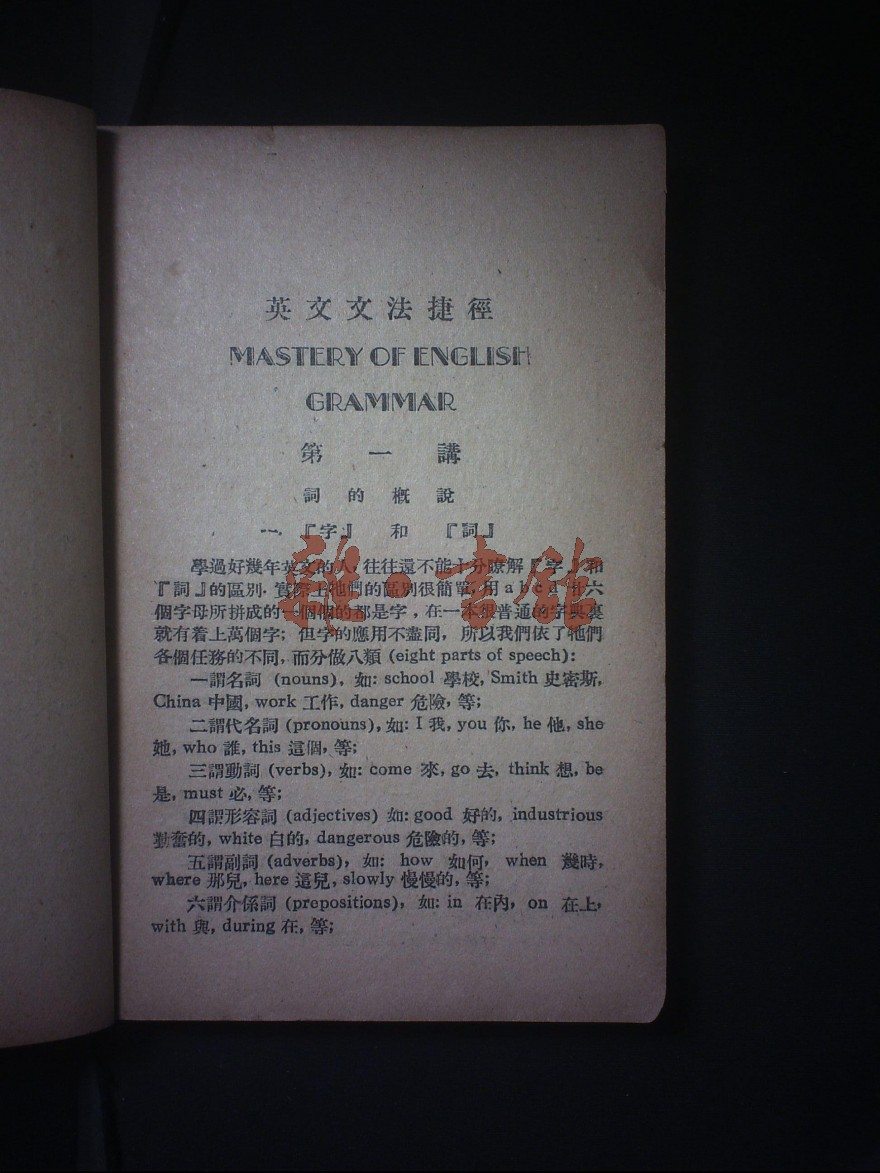 英文文法捷徑
MASTERY OF ENGLISH
GRAMMAR
第一講
詞的概說
一. 『字』 和 『詞』
學過好幾年英文的人, 往往還不能十分瞭解『字』和
『詞』的區別. 實際上牠們的區別很簡單, 用 a b c d 廿六
個字母所拼成的一個個的都是字, 在一本很普通的字典裏
就有着上萬個字; 但字的應用不盡同, 所以我們依了牠們
各個任務的不同, 而分做八類 (eight parts of speech):
一謂名詞 (nouns), 如: school 學校, Smith 史密斯,
China 中國, work 工作, danger 危險, 等;
二謂代名詞 (pronouns), 如: I 我, you 你, he 他, she
她, who 誰, this 這個, 等;
三謂動詞 (verbs), 如: come 來, go 去, think 想, be
是, must 必, 等;
四謂形容詞 (adjectives) 如: good 好的, industrious
勤奮的, white 白的, dangerous 危險的, 等;
五謂副詞 (adverbs), 如: how 如何, when 幾時,
where 那兒, here 這兒, slowly 慢慢的, 等;
六謂介係詞 (prepositions), 如: in 在內, on 在上,
with 與, during 在, 等;
雜·書館